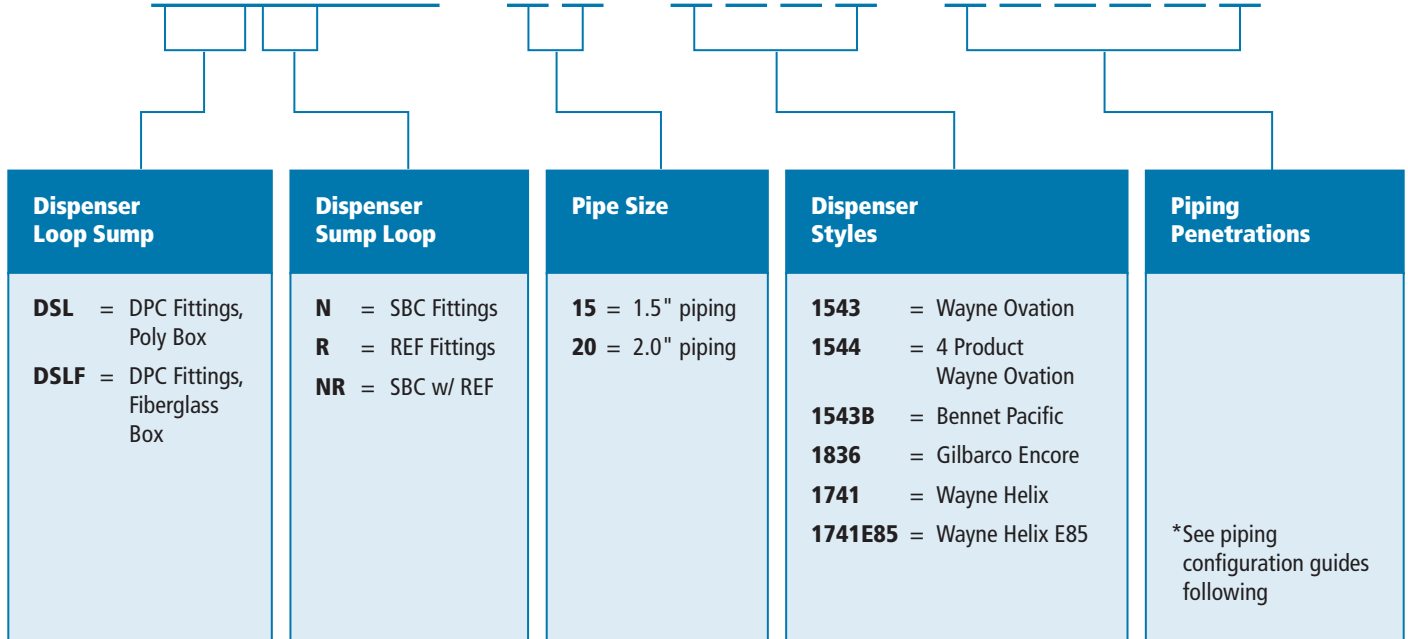 Dispenser
Loop Sump
DSL = DPC Fittings,
Poly Box
DSLF = DPC Fittings,
Fiberglass
Box
Dispenser
Sump Loop
N = SBC Fittings
R = REF Fittings
NR = SBC w/ REF
Pipe Size
15 = 1.5" piping
20 = 2.0" piping
Dispenser
Styles
1543 = Wayne Ovation
1544 = 4 Product
Wayne Ovation
1543B = Bennet Pacific
1836 = Gilbarco Encore
1741 = Wayne Helix
1741E85 = Wayne Helix E85
Piping
Penetrations
*See piping
configuration guides
following